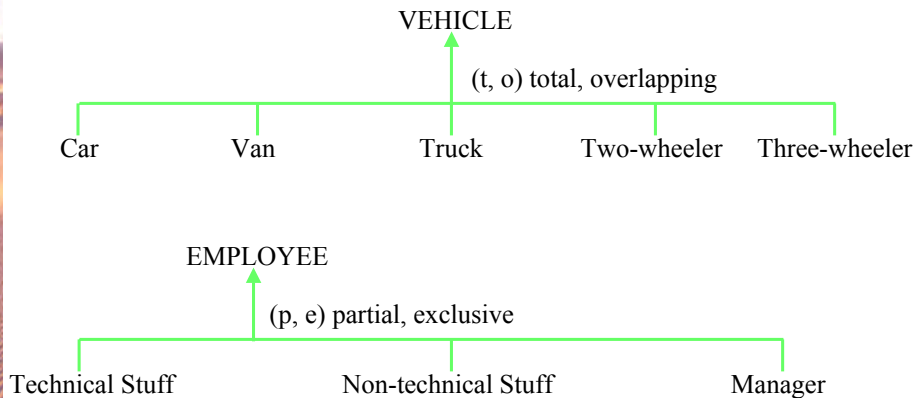 VEHICLE
(t, o) total, overlapping
Car Van Truck Two-wheeler Three-wheeler
EMPLOYEE
(p, e) partial, exclusive
Technical Stuff Non-technical Stuff Manager